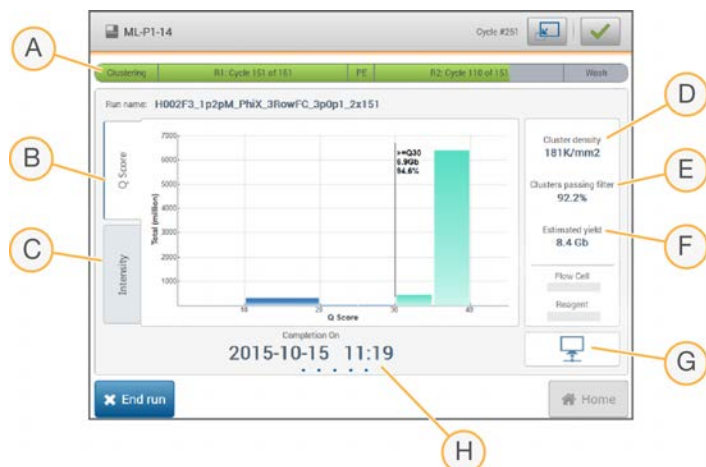 ML-P1-14
Cycle #251
A
Clustering
R1: Cycle 151 of 151
PE
R2: Cycle 110 of 151
Wash
Run name: H002F3_1p2pM_PhiX_3RowFC_3p0p1_2x151
D
B
Q Score
7000
6000
5000
4000
3000
2000
1000
Total (million)
>=Q30
6.9Gb
94.6%
10
20
30
40
Q Score
Cluster density
181K/mm2
E
Clusters passing filter
92.2%
C
Intensity
Estimated yield
8.4 Gb
F
Flow Cell
Reagent
Completion On
2015-10-15 11:19
G
End run
Home
H